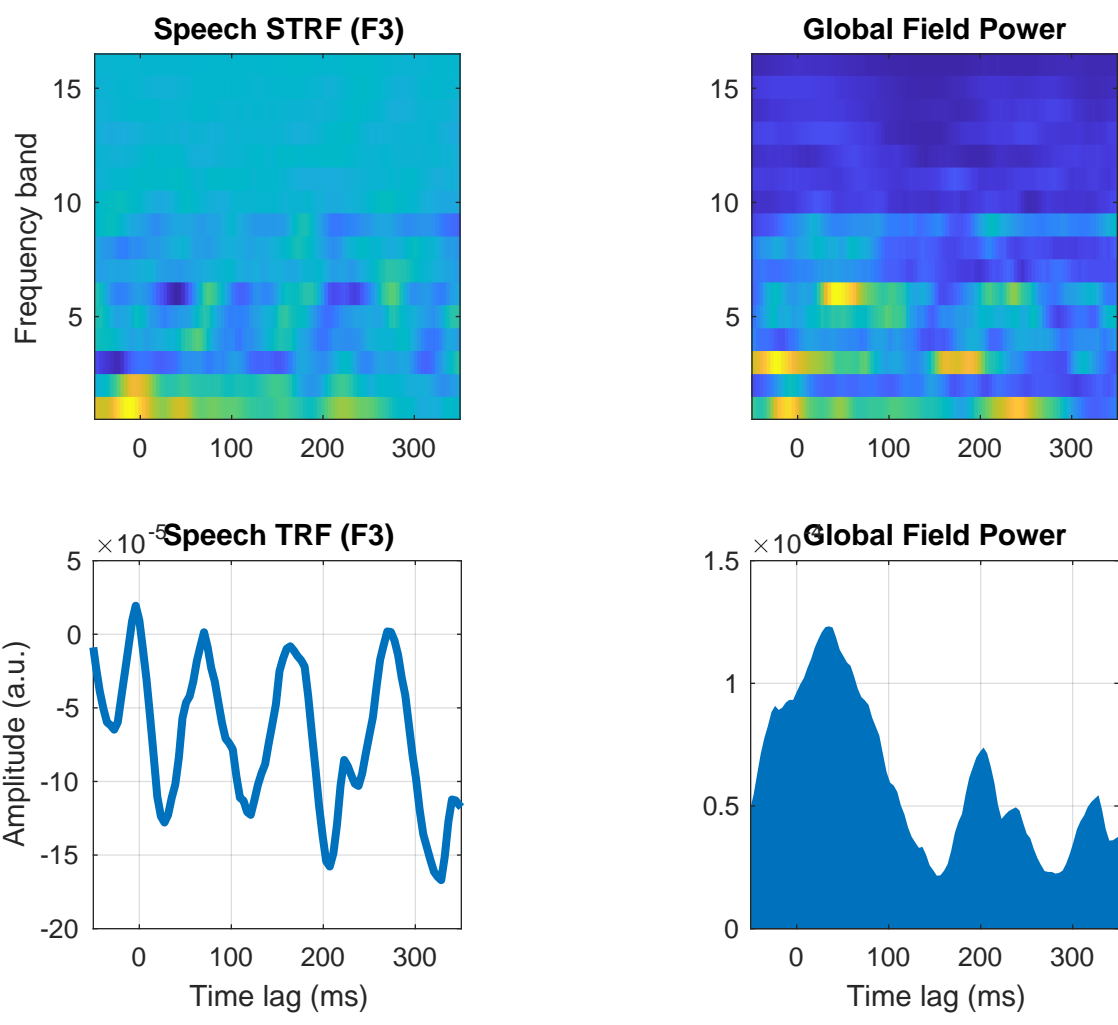 Speech STRF (F3)
Frequency band
15
10
5
0 100 200 300
Global Field Power
15
10
5
0 100 200 300
Speech TRF (F3)
×10-5
Amplitude (a.u.)
5
0
-5
-10
-15
-20
0 100 200 300
Time lag (ms)
Global Field Power
×10-4
1.5
1
0.5
0
0 100 200 300
Time lag (ms)